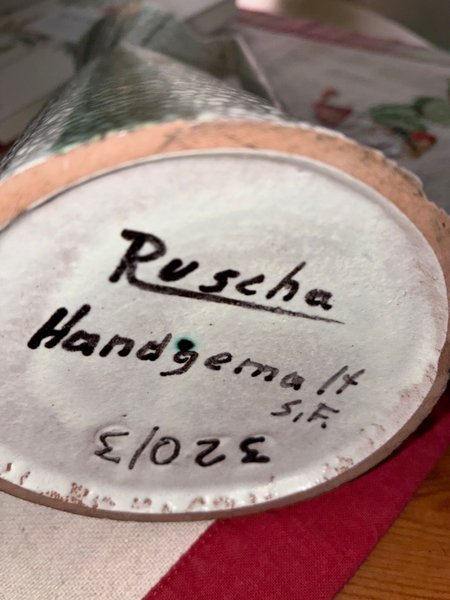 Ruscha
Handgemalt
S.F.
320/3